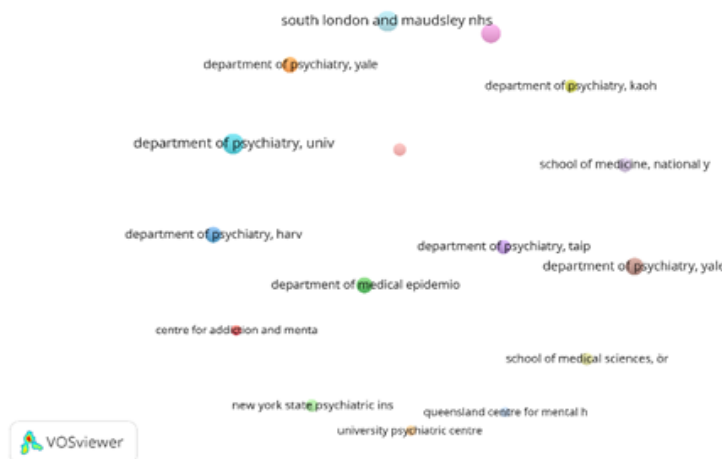 south london and maudsley nhs
department of psychiatry, yale
department of psychiatry, kaoh
department of psychiatry, univ
school of medicine, national y
department of psychiatry, harv
department of psychiatry, taip
department of psychiatry, yale
department of medical epidemio
centre for addiction and menta
school of medical sciences, òr
new york state psychiatric ins
queensland centre for mental h
university psychiatric centre
VOSviewer